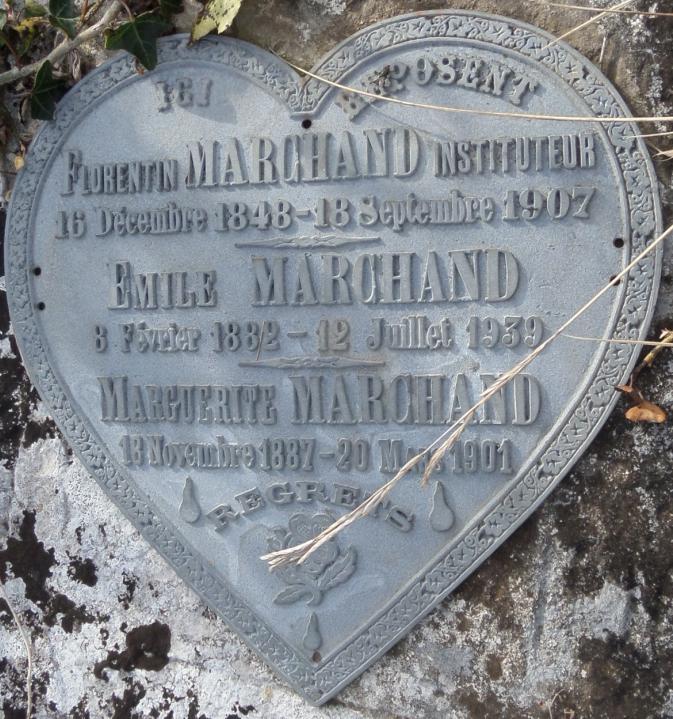 ICI REPOSENT
FLORENTIN MARCHAND INSTITUTEUR
16 Décembre 1848-18 Septembre 1907
EMILE MARCHAND
8 Février 1882 - 12 Juillet 1939
MARGUERITE MARCHAND
18 Novembre 1887-20 Mars 1901
REGRETS